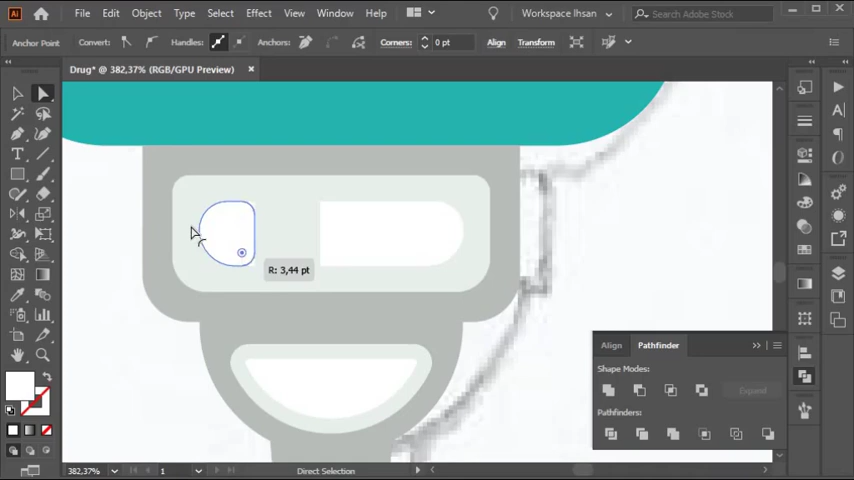 Ai File Edit Object Type Select Effect View Window Help Workspace Ihsan Search Adobe Stock
Anchor Point Convert: Handles: Anchors: Corners: 0 pt Align Transform
Drug* @ 382,37% (RGB/GPU Preview)
R: 3,44 pt
Align Pathfinder
Shape Modes:
Expand
Pathfinders:
382,37% 1 Direct Selection